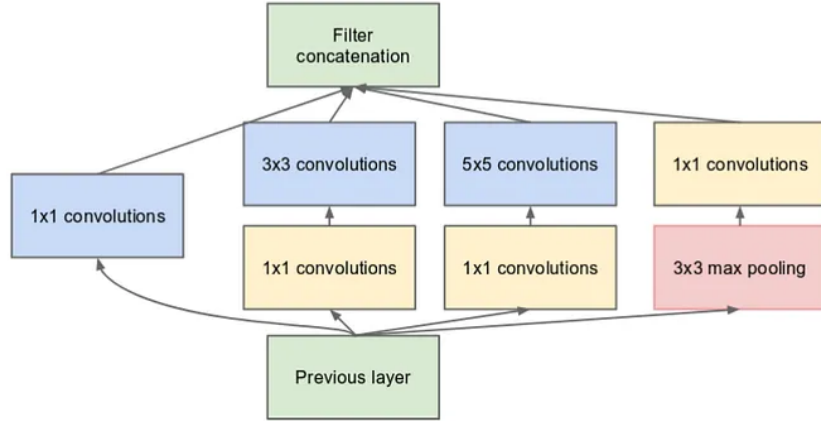 Filter
concatenation
3x3 convolutions
5x5 convolutions
1x1 convolutions
1x1 convolutions
1x1 convolutions
1x1 convolutions
3x3 max pooling
Previous layer